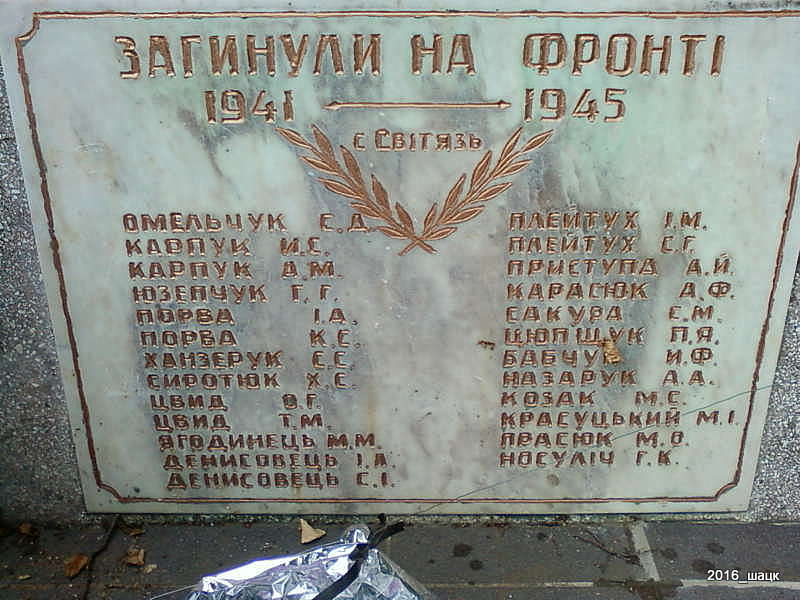 ЗАГИНУЛИ НА ФРОНТІ
1941 1945
с Світязь
ОМЕЛЬЧУК С.Д.
КАРПУК И.С.
КАРПУК А.М.
ЮЗЕПЧУК Г.Г.
ПОРВА І.А.
ПОРВА К.С.
ХАНЗЕРУК С.С.
СИРОТЮК Х.С.
ЦВИД О.Г.
ЦВИД Т.М.
ЯГОДИНЕЦЬ М.М.
ДЕНИСОВЕЦЬ І.А.
ДЕНИСОВЕЦЬ С.І.
ПЛЕЙТУХ І.М.
ПЛЕЙТУХ С.Г.
ПРИСТУПА А.Й.
КАРАСЮК А.Ф.
САКУРА С.М.
ЦЮПЩУК П.Я.
БАБЧУК И.Ф.
НАЗАРУК А.А.
КОЗАК М.С.
КРАСУЦЬКИЙ М.І.
ПРАСЮК М.О.
НОСУЛІЧ Г.К.
2016_шацк